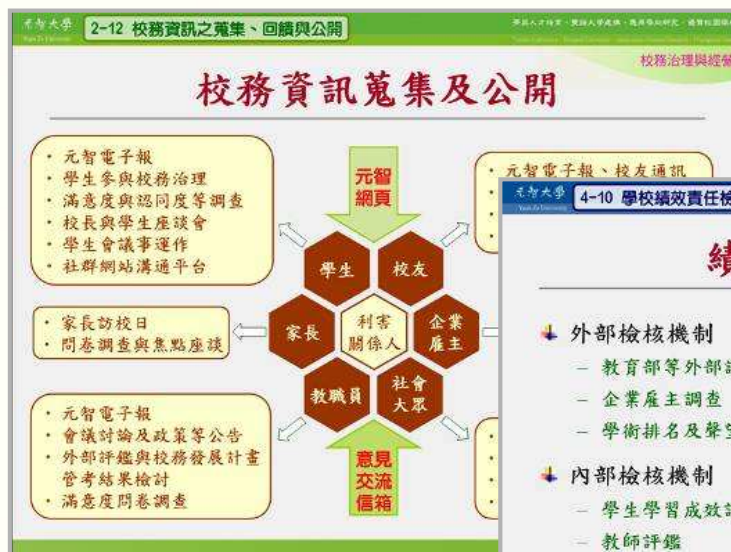 元智大學
Yuan Ze University
2-12 校務資訊之蒐集、回饋與公開
校務治理與經營
校務資訊蒐集及公開
· 元智電子報
· 學生參與校務治理
· 滿意度與認同度等調查
· 校長與學生座談會
· 學生會議事運作
· 社群網站溝通平台
元智
網頁
· 元智電子報、校友通訊
學生
校友
家長
利害
關係人
企業
雇主
教職員
社會
大眾
· 家長訪校日
· 問卷調查與焦點座談
· 元智電子報
· 會議討論及政策等公告
· 外部評鑑與校務發展計畫
管考結果檢討
· 滿意度問卷調查
意見
交流
信箱
元智大學
Yuan Ze University
4-10 學校績效責任檢
績
外部檢核機制
– 教育部等外部
– 企業雇主調查
– 學術排名及聲
內部檢核機制
– 學生學習成效
– 教師評鑑